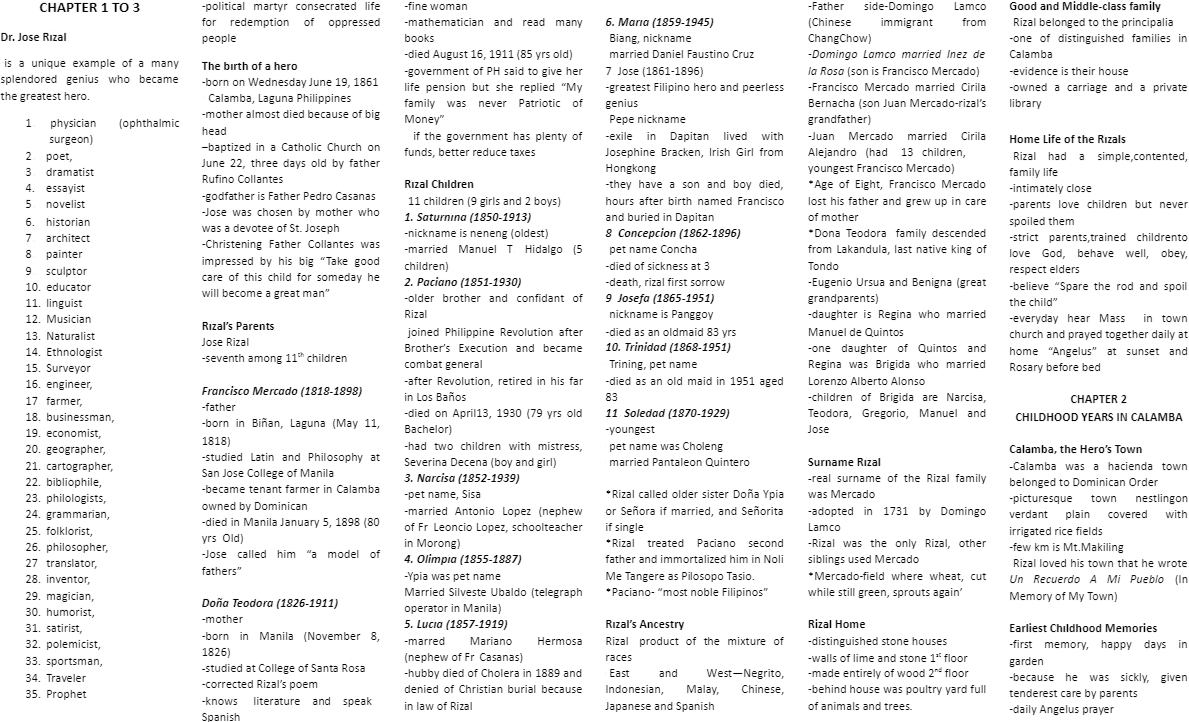 CHAPTER 1 TO 3
Dr. Jose Rizal
is a unique example of a many
splendored genius who became
the greatest hero.
1 physician (ophthalmic
surgeon)
2 poet,
3 dramatist
4. essayist
5 novelist
6. historian
7 architect
8 painter
9 sculptor
10. educator
11. linguist
12. Musician
13. Naturalist
14. Ethnologist
15. Surveyor
16. engineer,
17 farmer,
18. businessman,
19. economist,
20. geographer,
21. cartographer,
22. bibliophile,
23. philologists,
24. grammarian,
25. folklorist,
26. philosopher,
27 translator,
28. inventor,
29. magician,
30. humorist,
31. satirist,
32. polemicist,
33. sportsman,
34. Traveler
35. Prophet
-political martyr consecrated life
for redemption of oppressed
people
The birth of a hero
-born on Wednesday June 19, 1861
Calamba, Laguna Philippines
-mother almost died because of big
head
–baptized in a Catholic Church on
June 22, three days old by father
Rufino Collantes
-godfather is Father Pedro Casanas
-Jose was chosen by mother who
was a devotee of St. Joseph
-Christening Father Collantes was
impressed by his big “Take good
care of this child for someday he
will become a great man”
Rizal’s Parents
Jose Rizal
-seventh among 11th children
Francisco Mercado (1818-1898)
-father
-born in Biñan, Laguna (May 11,
1818)
-studied Latin and Philosophy at
San Jose College of Manila
-became tenant farmer in Calamba
owned by Dominican
-died in Manila January 5, 1898 (80
yrs Old)
-Jose called him “a model of
fathers”
Doña Teodora (1826-1911)
-mother
-born in Manila (November 8,
1826)
-studied at College of Santa Rosa
-corrected Rizal’s poem
-knows literature and speak
Spanish
-fine woman
-mathematician and read many
books
-died August 16, 1911 (85 yrs old)
-government of PH said to give her
life pension but she replied “My
family was never Patriotic of
Money”
if the government has plenty of
funds, better reduce taxes
Rizal Children
11 children (9 girls and 2 boys)
1. Saturnina (1850-1913)
-nickname is neneng (oldest)
-married Manuel T Hidalgo (5
children)
2. Paciano (1851-1930)
-older brother and confidant of
Rizal
joined Philippine Revolution after
Brother’s Execution and became
combat general
-after Revolution, retired in his far
in Los Baños
-died on April13, 1930 (79 yrs old
Bachelor)
-had two children with mistress,
Severina Decena (boy and girl)
3. Narcisa (1852-1939)
-pet name, Sisa
-married Antonio Lopez (nephew
of Fr Leoncio Lopez, schoolteacher
in Morong)
4. Olimpia (1855-1887)
-Ypia was pet name
Married Silveste Ubaldo (telegraph
operator in Manila)
5. Lucia (1857-1919)
-marred Mariano Hermosa
(nephew of Fr Casanas)
-hubby died of Cholera in 1889 and
denied of Christian burial because
in law of Rizal
6. Maria (1859-1945)
Biang, nickname
married Daniel Faustino Cruz
7 Jose (1861-1896)
-greatest Filipino hero and peerless
genius
Pepe nickname
-exile in Dapitan lived with
Josephine Bracken, Irish Girl from
Hongkong
-they have a son and boy died,
hours after birth named Francisco
and buried in Dapitan
8 Concepcion (1862-1896)
pet name Concha
-died of sickness at 3
-death, rizal first sorrow
9 Josefa (1865-1951)
nickname is Panggoy
-died as an oldmaid 83 yrs
10. Trinidad (1868-1951)
Trining, pet name
-died as an old maid in 1951 aged
83
11 Soledad (1870-1929)
-youngest
pet name was Choleng
married Pantaleon Quintero
*Rizal called older sister Doña Ypia
or Señora if married, and Señorita
if single
*Rizal treated Paciano second
father and immortalized him in Noli
Me Tangere as Pilosopo Tasio.
*Paciano- “most noble Filipinos”
Rizal’s Ancestry
Rizal product of the mixture of
races
East and West—Negrito,
Indonesian, Malay, Chinese,
Japanese and Spanish
-Father side-Domingo Lamco
(Chinese immigrant from
ChangChow)
-Domingo Lamco married Inez de
la Rosa (son is Francisco Mercado)
-Francisco Mercado married Cirila
Bernacha (son Juan Mercado-rizal’s
grandfather)
-Juan Mercado married Cirila
Alejandro (had 13 children,
youngest Francisco Mercado)
*Age of Eight, Francisco Mercado
lost his father and grew up in care
of mother
*Dona Teodora family descended
from Lakandula, last native king of
Tondo
-Eugenio Ursua and Benigna (great
grandparents)
-daughter is Regina who married
Manuel de Quintos
-one daughter of Quintos and
Regina was Brigida who married
Lorenzo Alberto Alonso
-children of Brigida are Narcisa,
Teodora, Gregorio, Manuel and
Jose
Surname Rizal
-real surname of the Rizal family
was Mercado
-adopted in 1731 by Domingo
Lamco
-Rizal was the only Rizal, other
siblings used Mercado
*Mercado-field where wheat, cut
while still green, sprouts again’
Rizal Home
-distinguished stone houses
-walls of lime and stone 1st floor
-made entirely of wood 2nd floor
-behind house was poultry yard full
of animals and trees.
Good and Middle-class family
Rizal belonged to the principalia
-one of distinguished families in
Calamba
-evidence is their house
-owned a carriage and a private
library
Home Life of the Rizals
Rizal had a simple,contented,
family life
-intimately close
-parents love children but never
spoiled them
-strict parents,trained childrento
love God, behave well, obey,
respect elders
-believe “Spare the rod and spoil
the child”
-everyday hear Mass in town
church and prayed together daily at
home “Angelus” at sunset and
Rosary before bed
CHAPTER 2
CHILDHOOD YEARS IN CALAMBA
Calamba, the Hero’s Town
-Calamba was a hacienda town
belonged to Dominican Order
-picturesque town nestlingon
verdant plain covered with
irrigated rice fields
-few km is Mt.Makiling
Rizal loved his town that he wrote
Un Recuerdo A Mi Pueblo (In
Memory of My Town)
Earliest Childhood Memories
-first memory, happy days in
garden
-because he was sickly, given
tenderest care by parents
-daily Angelus prayer